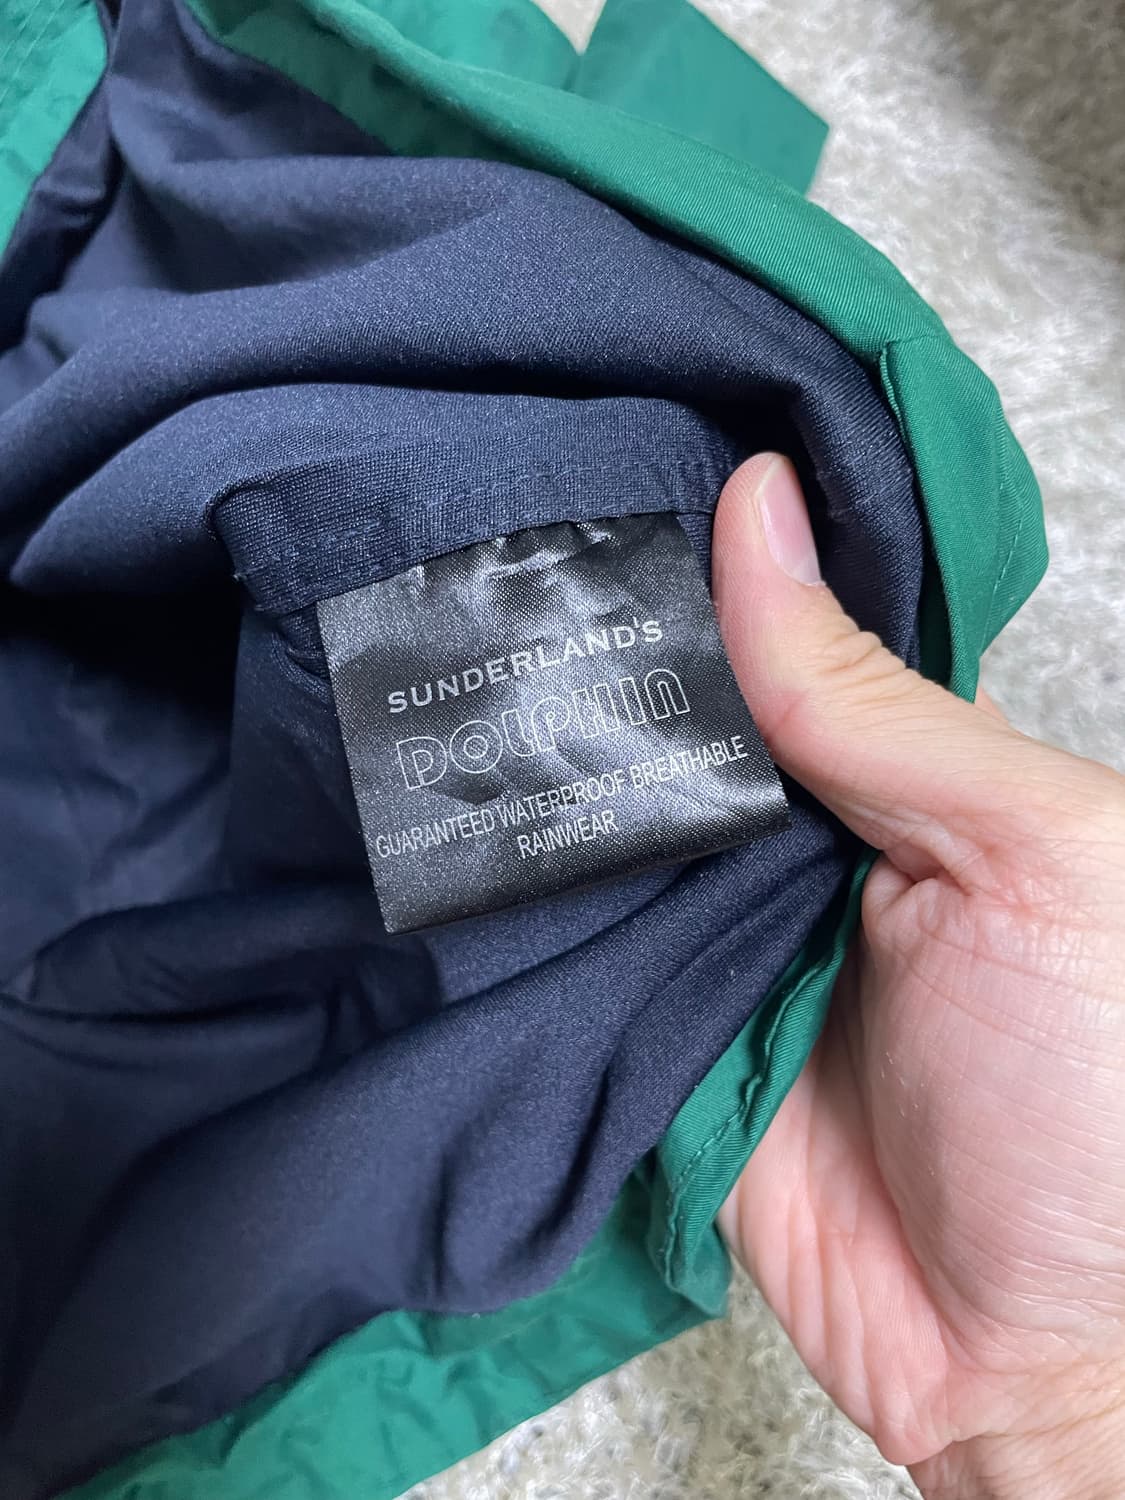 SUNDERLAND'S
DOLPHIN
GUARANTEED WATERPROOF BREATHABLE
RAINWEAR